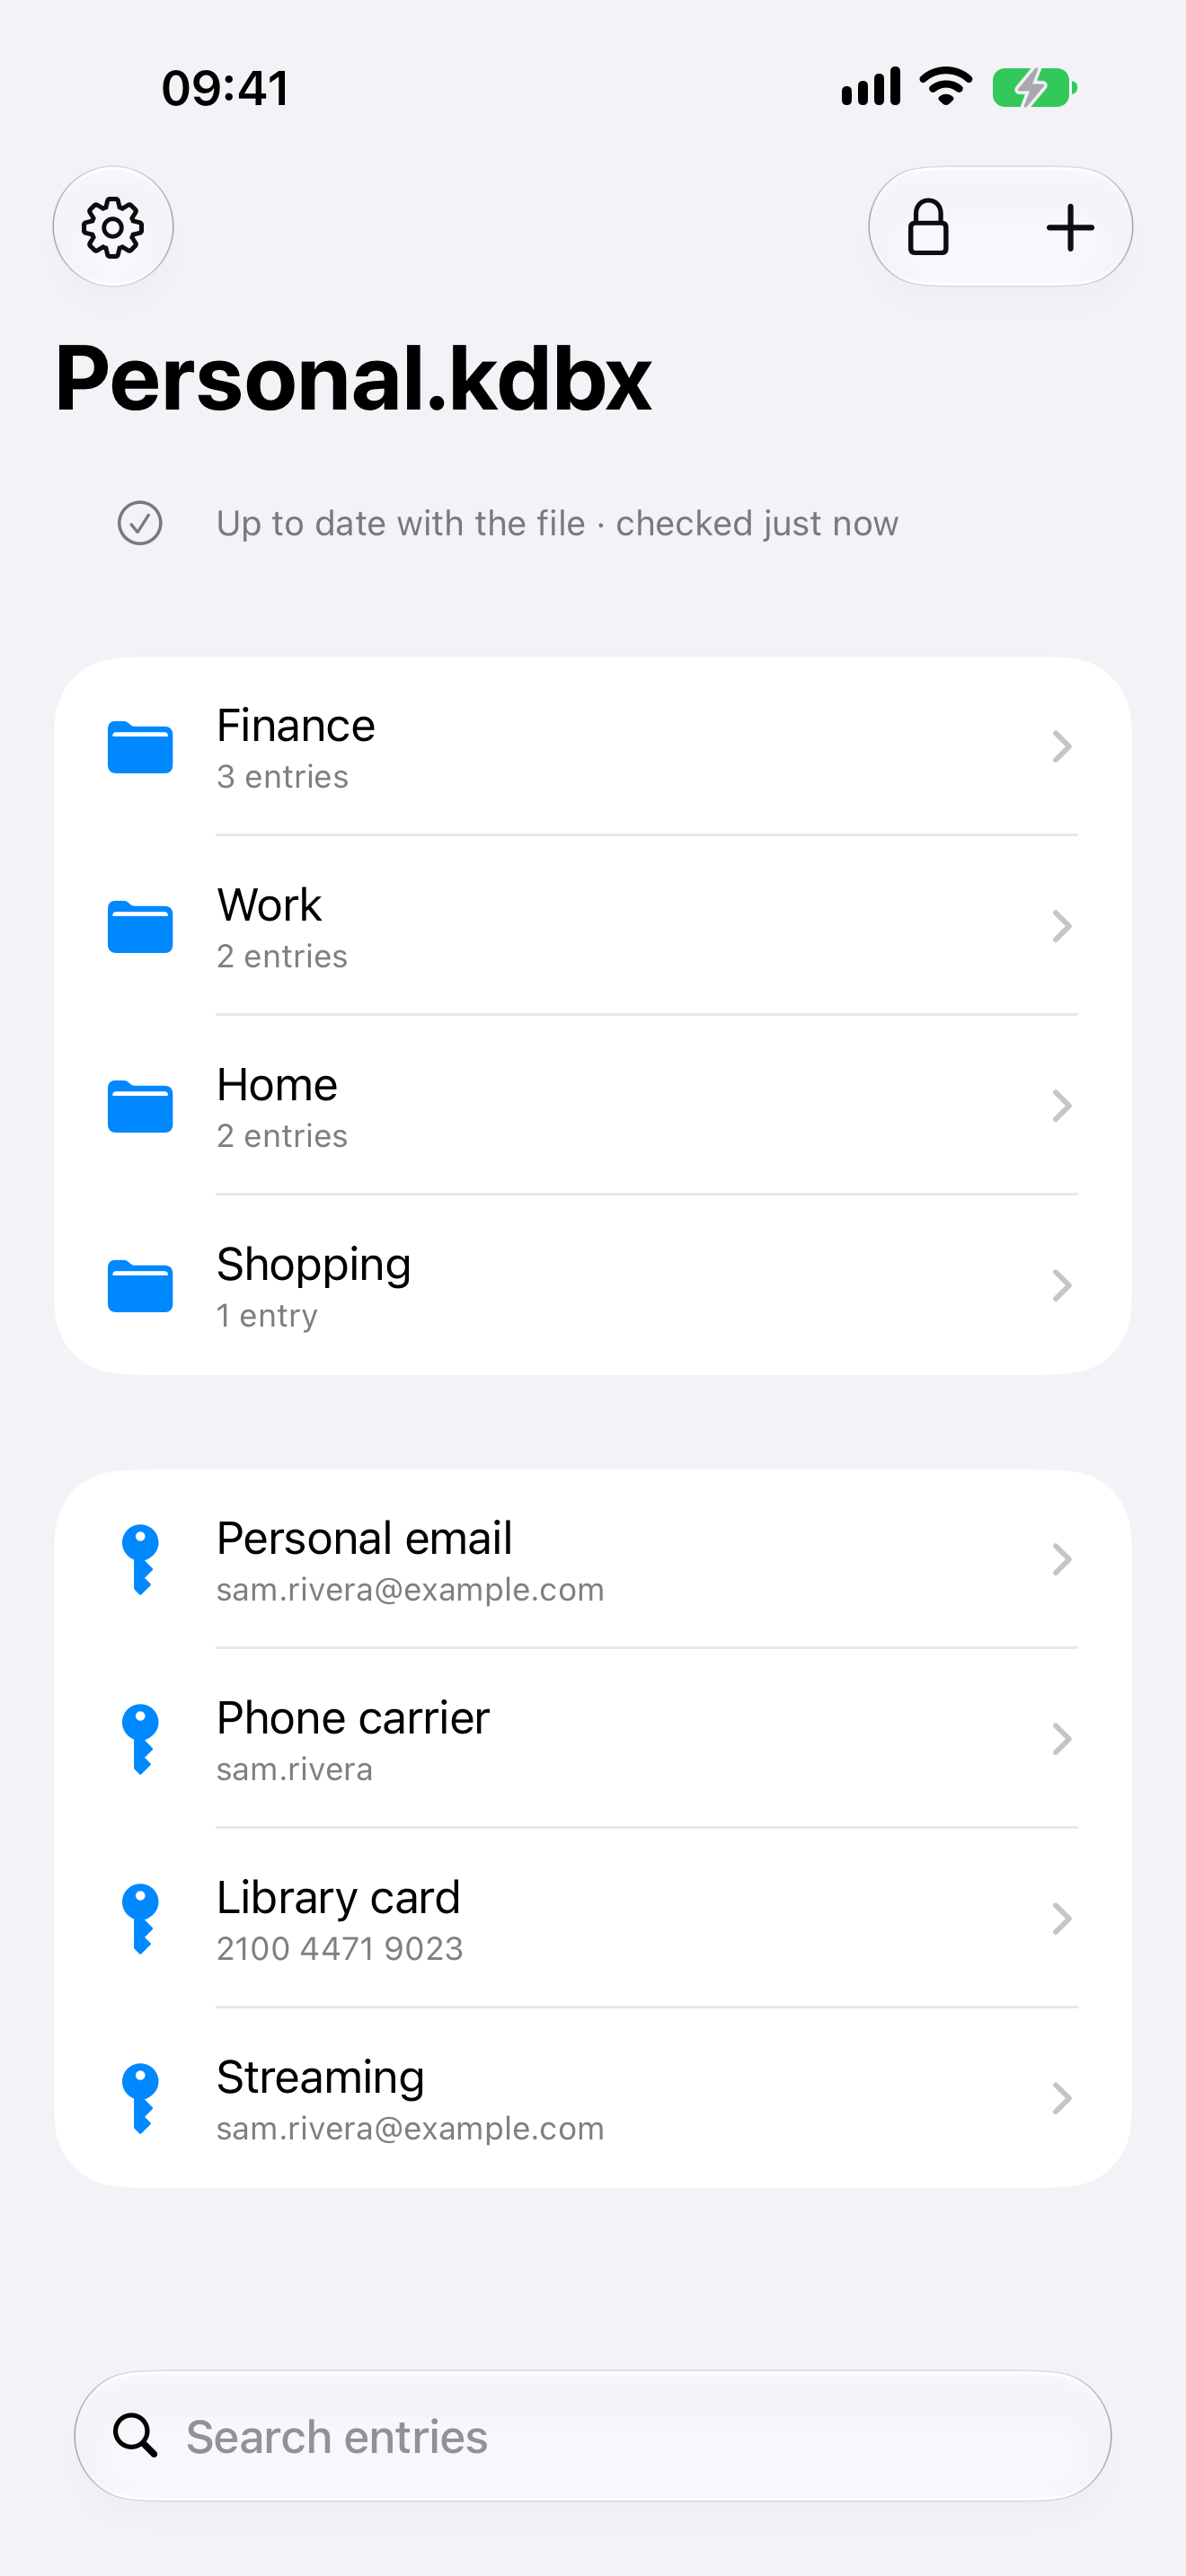 09:41
Personal.kdbx
Up to date with the file · checked just now
Finance
3 entries
Work
2 entries
Home
2 entries
Shopping
1 entry
Personal email
sam.rivera@example.com
Phone carrier
sam.rivera
Library card
2100 4471 9023
Streaming
sam.rivera@example.com
Search entries